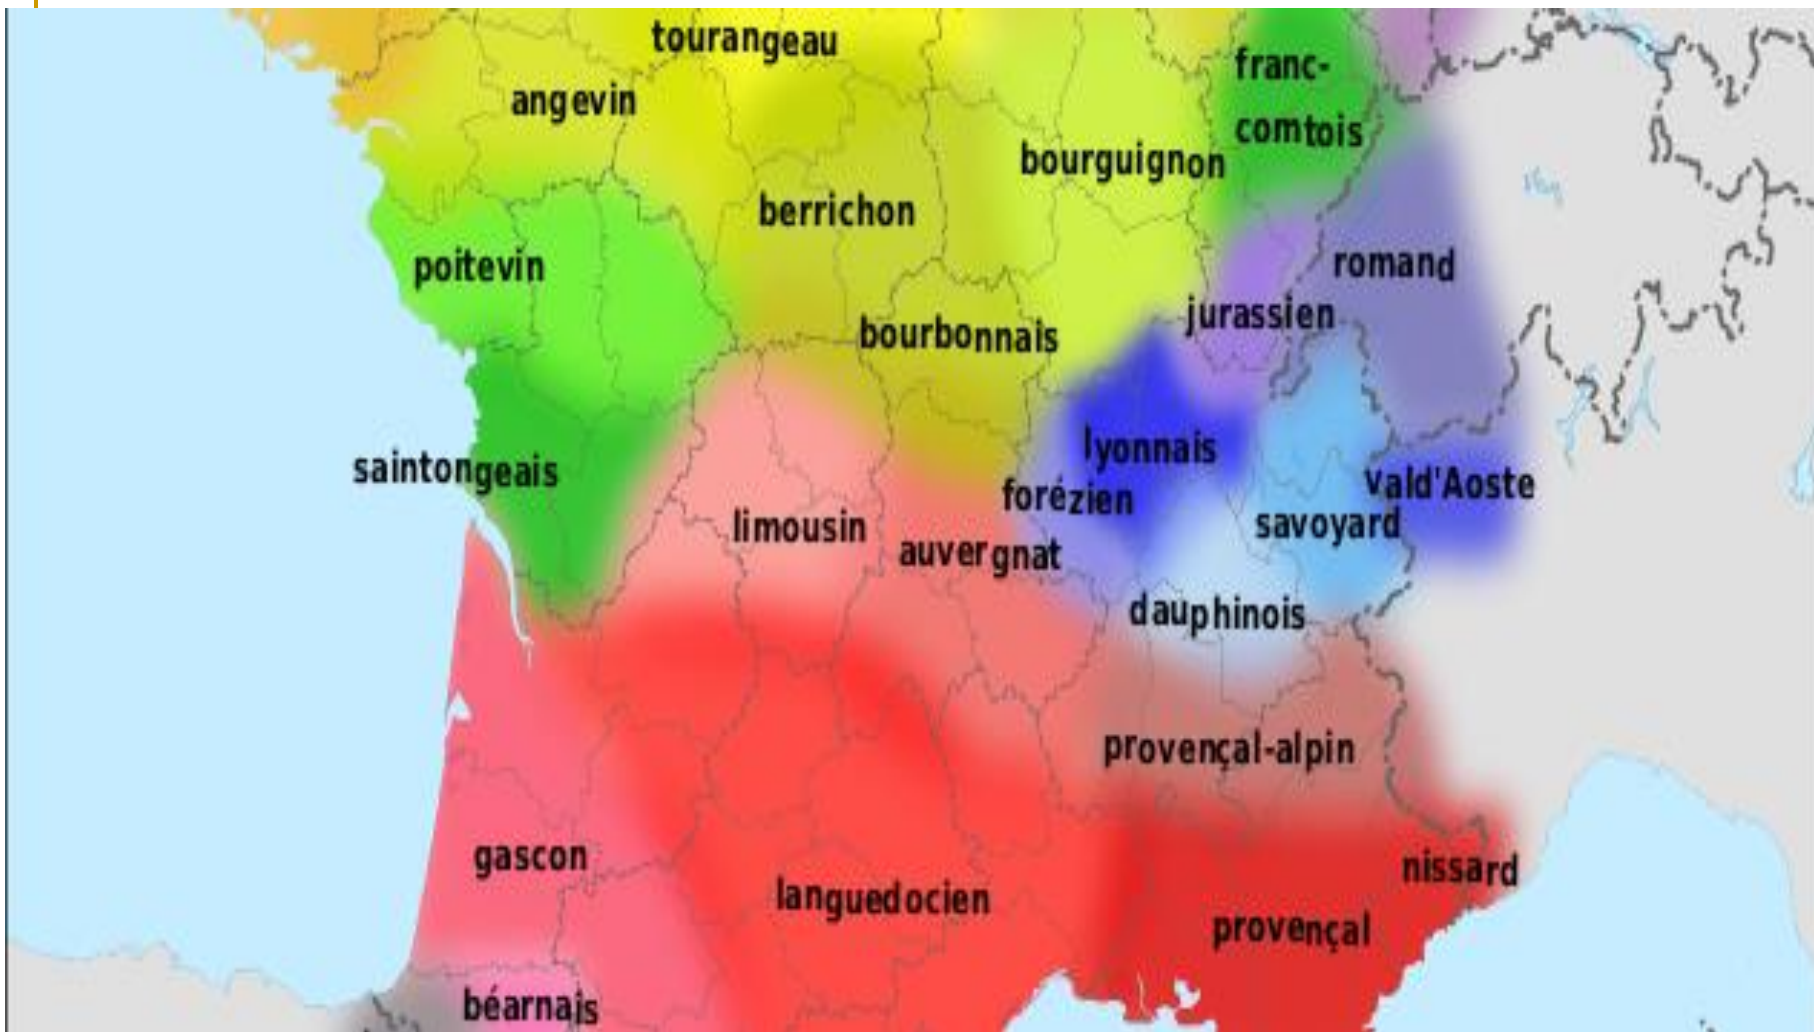 tourangeau
franc-
comtois
angevin
bourguignon
berrichon
poitevin
romand
jurassien
bourbonnais
lyonnais
saintongeais
vald'Aoste
forézien
savoyard
limousin
auvergnat
dauphinois
provençal-alpin
gascon
nissard
languedocien
provençal
béarnais